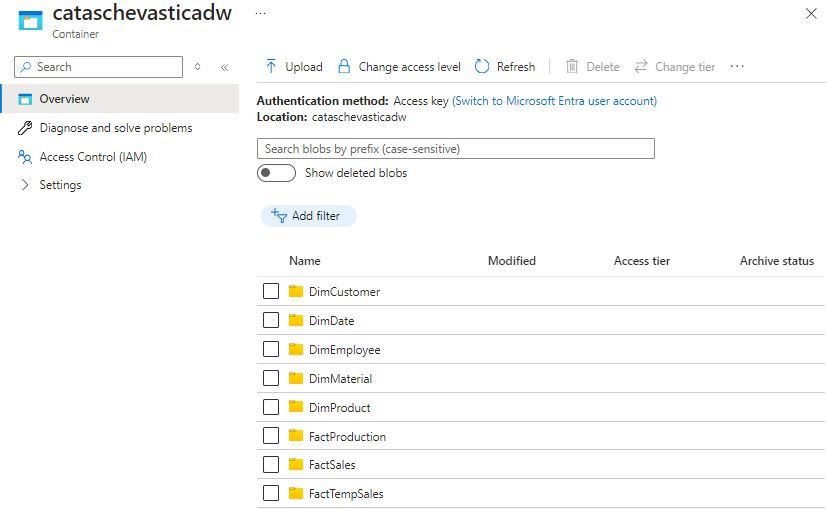 cataschevasticadw ...
Container
Search
Overview
Diagnose and solve problems
Access Control (IAM)
Settings
Upload Change access level Refresh Delete Change tier ...
Authentication method: Access key (Switch to Microsoft Entra user account)
Location: cataschevasticadw
Search blobs by prefix (case-sensitive)
Show deleted blobs
Add filter
Name Modified Access tier Archive status
DimCustomer
DimDate
DimEmployee
DimMaterial
DimProduct
FactProduction
FactSales
FactTempSales